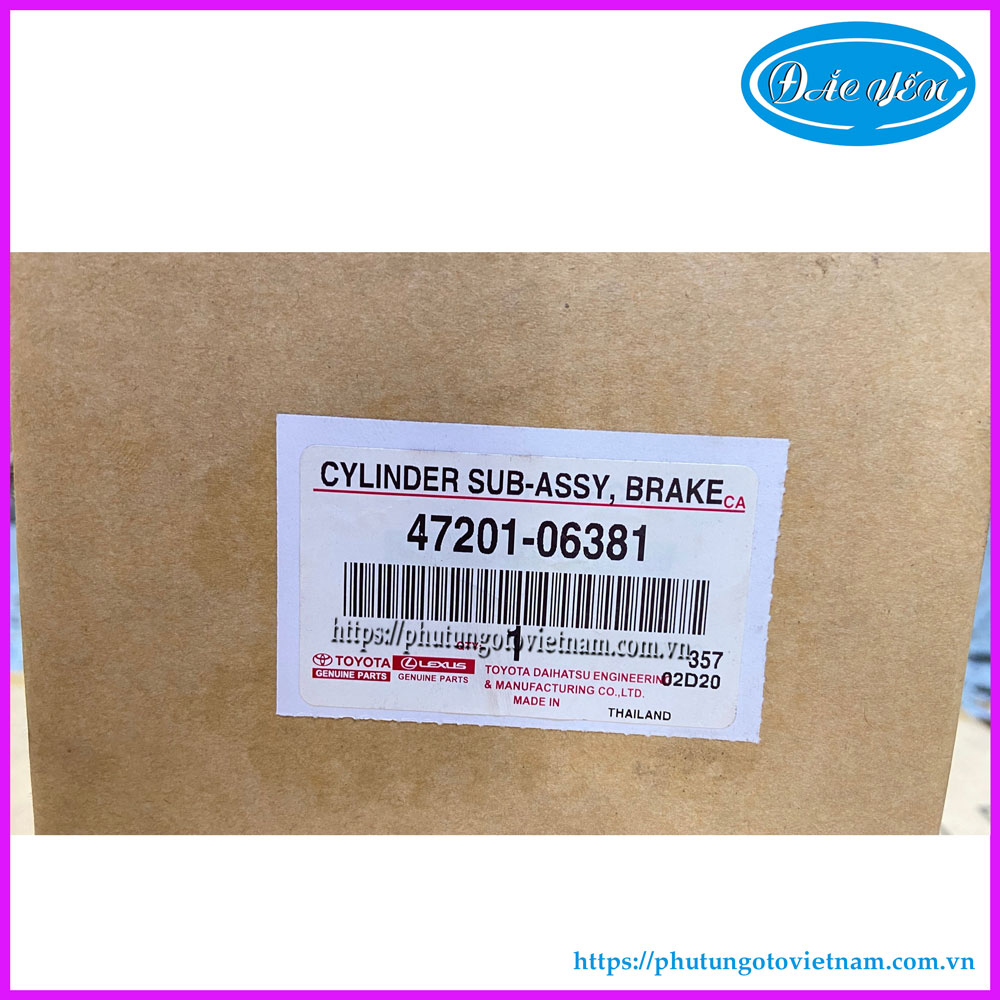 ĐẮC YẾN
CYLINDER SUB-ASSY, BRAKE CA
47201-06381
https://phutungotovietnam.com.vn
QTY 1
357
TOYOTA LEXUS
GENUINE PARTS GENUINE PARTS
TOYOTA DAIHATSU ENGINEERING 02D20
& MANUFACTURING CO.,LTD.
MADE IN
THAILAND
https://phutungotovietnam.com.vn